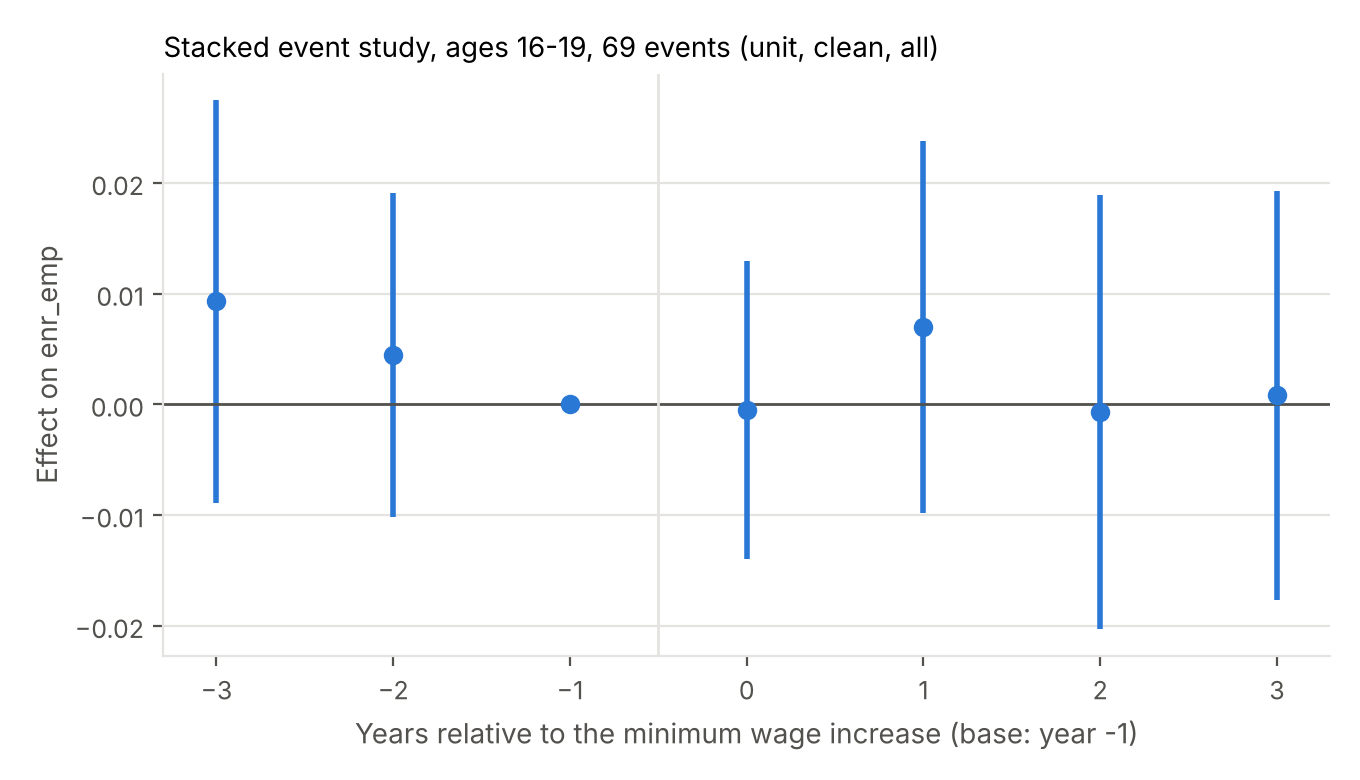 Stacked event study, ages 16-19, 69 events (unit, clean, all)
Effect on enr_emp
0.02
0.01
0.00
−0.01
−0.02
−3 −2 −1 0 1 2 3
Years relative to the minimum wage increase (base: year -1)